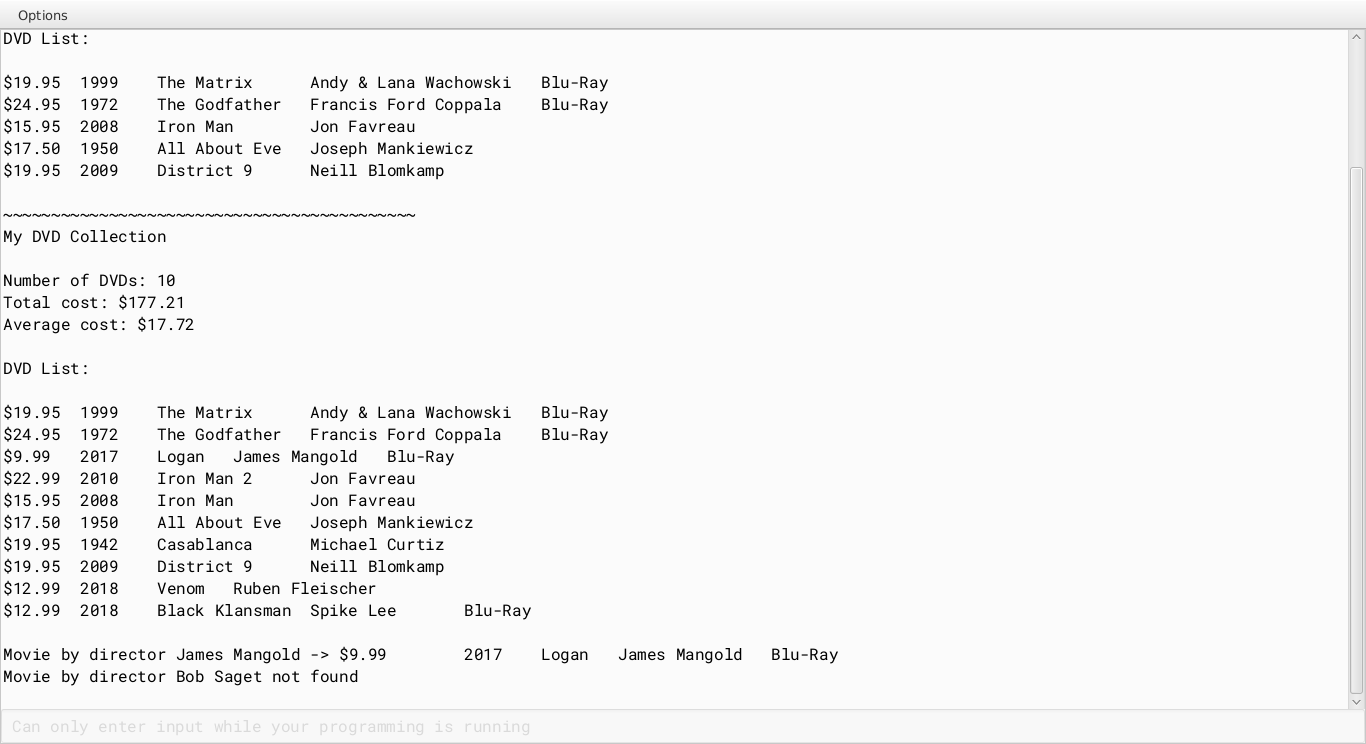 Options
DVD List:
$19.95  1999    The Matrix      Andy & Lana Wachowski   Blu-Ray
$24.95  1972    The Godfather   Francis Ford Coppala    Blu-Ray
$15.95  2008    Iron Man        Jon Favreau
$17.50  1950    All About Eve   Joseph Mankiewicz
$19.95  2009    District 9      Neill Blomkamp
~~~~~~~~~~~~~~~~~~~~~~~~~~~~~~~~~~~~~~~~~~~
My DVD Collection
Number of DVDs: 10
Total cost: $177.21
Average cost: $17.72
DVD List:
$19.95  1999    The Matrix      Andy & Lana Wachowski   Blu-Ray
$24.95  1972    The Godfather   Francis Ford Coppala    Blu-Ray
$9.99   2017    Logan   James Mangold   Blu-Ray
$22.99  2010    Iron Man 2      Jon Favreau
$15.95  2008    Iron Man        Jon Favreau
$17.50  1950    All About Eve   Joseph Mankiewicz
$19.95  1942    Casablanca      Michael Curtiz
$19.95  2009    District 9      Neill Blomkamp
$12.99  2018    Venom   Ruben Fleischer
$12.99  2018    Black Klansman  Spike Lee       Blu-Ray
Movie by director James Mangold -> $9.99        2017    Logan   James Mangold   Blu-Ray
Movie by director Bob Saget not found
Can only enter input while your programming is running